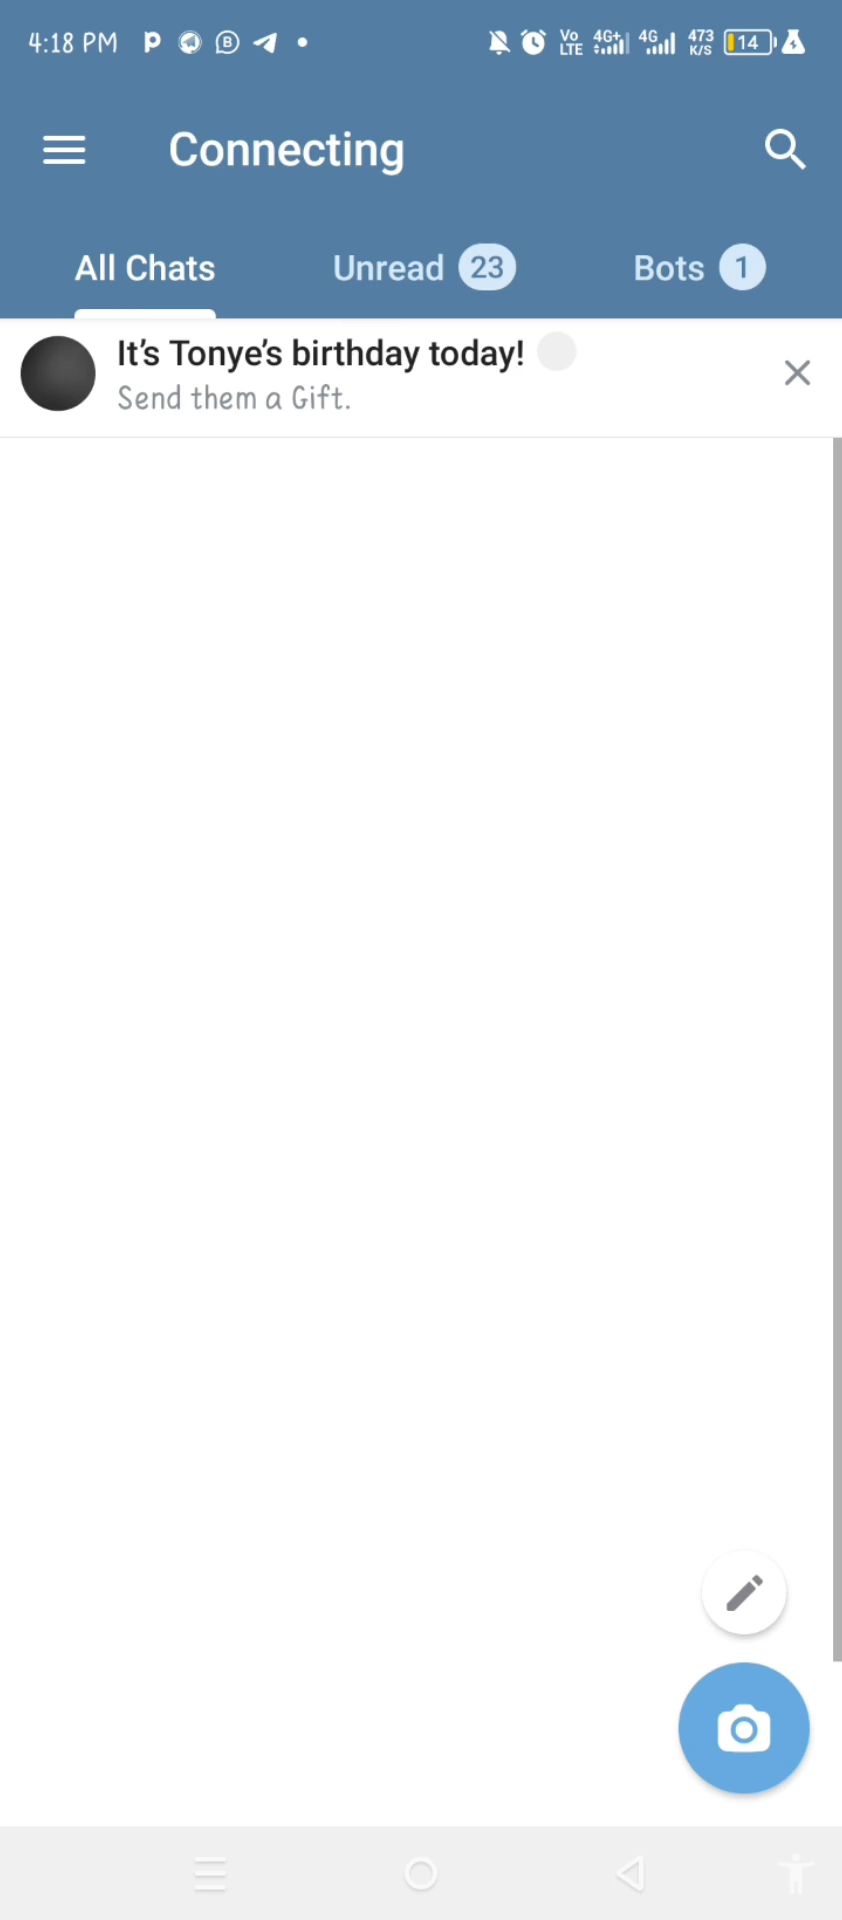 4:18 PM
Vo LTE 4G+ 4G 473 K/S 14
Connecting
All Chats Unread 23 Bots 1
It's Tonye's birthday today!
Send them a Gift.